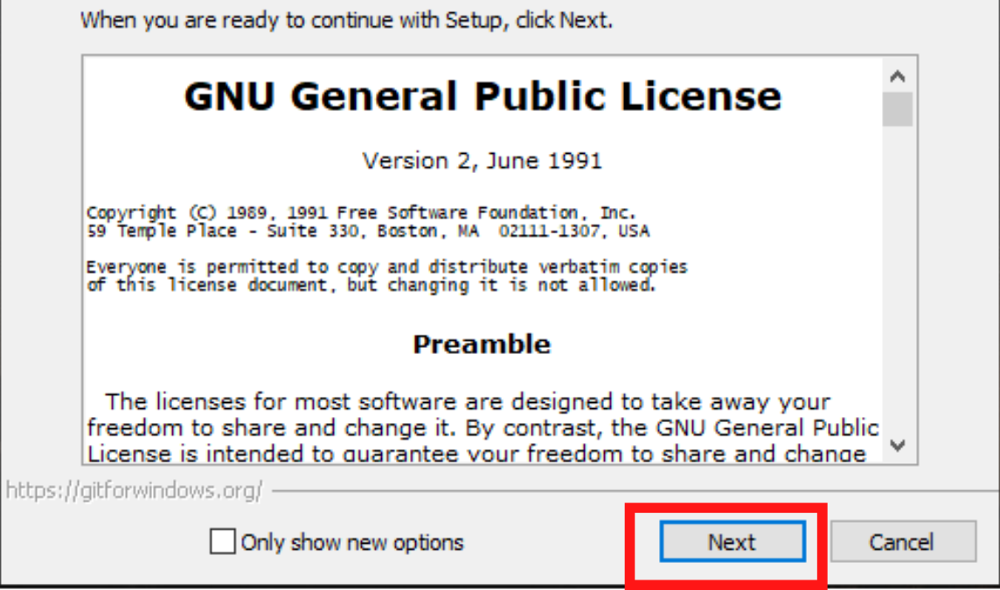 When you are ready to continue with Setup, click Next.
GNU General Public License
Version 2, June 1991
Copyright (C) 1989, 1991 Free Software Foundation, Inc.
59 Temple Place - Suite 330, Boston, MA  02111-1307, USA
Everyone is permitted to copy and distribute verbatim copies
of this license document, but changing it is not allowed.
Preamble
The licenses for most software are designed to take away your
freedom to share and change it. By contrast, the GNU General Public
License is intended to guarantee your freedom to share and change
https://gitforwindows.org/
Only show new options
Next
Cancel